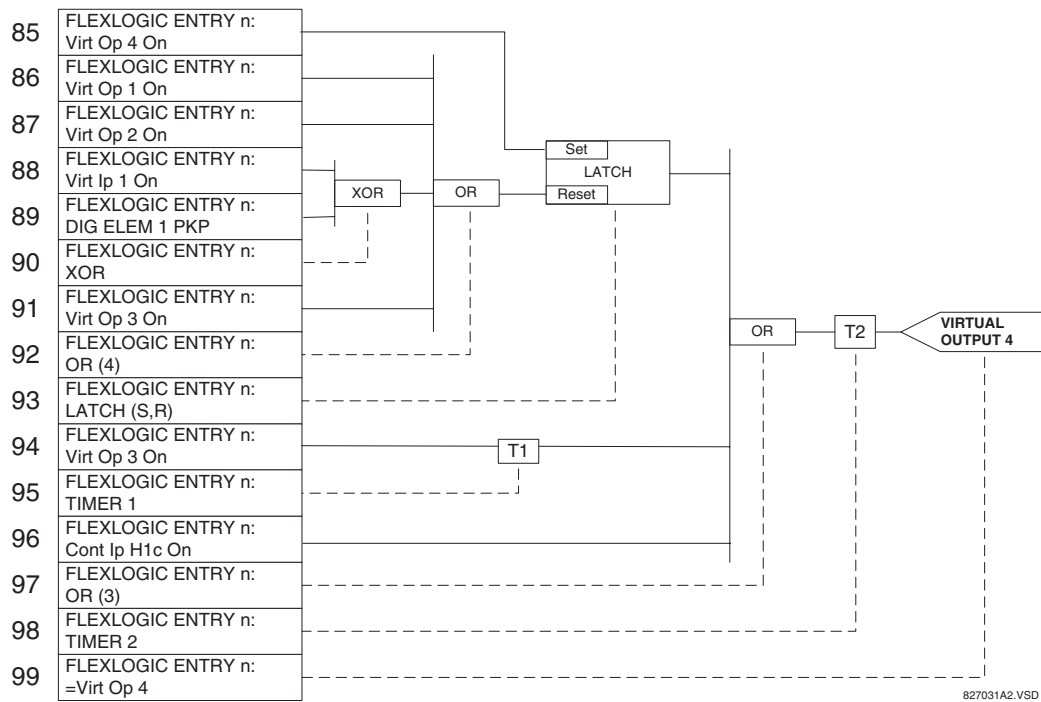 85
FLEXLOGIC ENTRY n:
Virt Op 4 On
86
FLEXLOGIC ENTRY n:
Virt Op 1 On
87
FLEXLOGIC ENTRY n:
Virt Op 2 On
88
FLEXLOGIC ENTRY n:
Virt Ip 1 On
89
FLEXLOGIC ENTRY n:
DIG ELEM 1 PKP
90
FLEXLOGIC ENTRY n:
XOR
91
FLEXLOGIC ENTRY n:
Virt Op 3 On
92
FLEXLOGIC ENTRY n:
OR (4)
93
FLEXLOGIC ENTRY n:
LATCH (S,R)
94
FLEXLOGIC ENTRY n:
Virt Op 3 On
95
FLEXLOGIC ENTRY n:
TIMER 1
96
FLEXLOGIC ENTRY n:
Cont Ip H1c On
97
FLEXLOGIC ENTRY n:
OR (3)
98
FLEXLOGIC ENTRY n:
TIMER 2
99
FLEXLOGIC ENTRY n:
=Virt Op 4
XOR
OR
Set
LATCH
Reset
T1
OR
T2
VIRTUAL
OUTPUT 4
827031A2.VSD